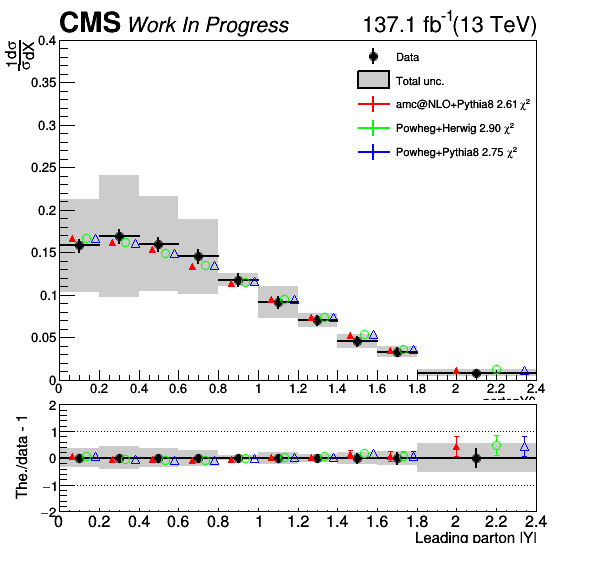 CMS Work In Progress 137.1 fb⁻¹(13 TeV)
1 dσ
σ dX
Data
Total unc.
amc@NLO+Pythia8 2.61 χ²
Powheg+Herwig 2.90 χ²
Powheg+Pythia8 2.75 χ²
0.4
0.35
0.3
0.25
0.2
0.15
0.1
0.05
0
0 0.2 0.4 0.6 0.8 1 1.2 1.4 1.6 1.8 2 2.2 2.4
The./data - 1
2
1
0
−1
−2
0 0.2 0.4 0.6 0.8 1 1.2 1.4 1.6 1.8 2 2.2 2.4
Leading parton |Y|